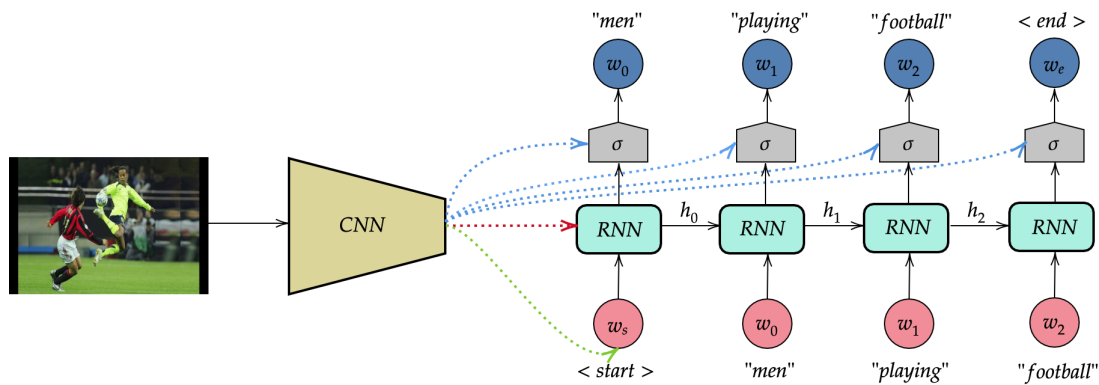 "men" "playing" "football" < end >
w₀ w₁ w₂ wₑ
σ σ σ σ
CNN RNN h₀ RNN h₁ RNN h₂ RNN
wₛ w₀ w₁ w₂
< start > "men" "playing" "football"